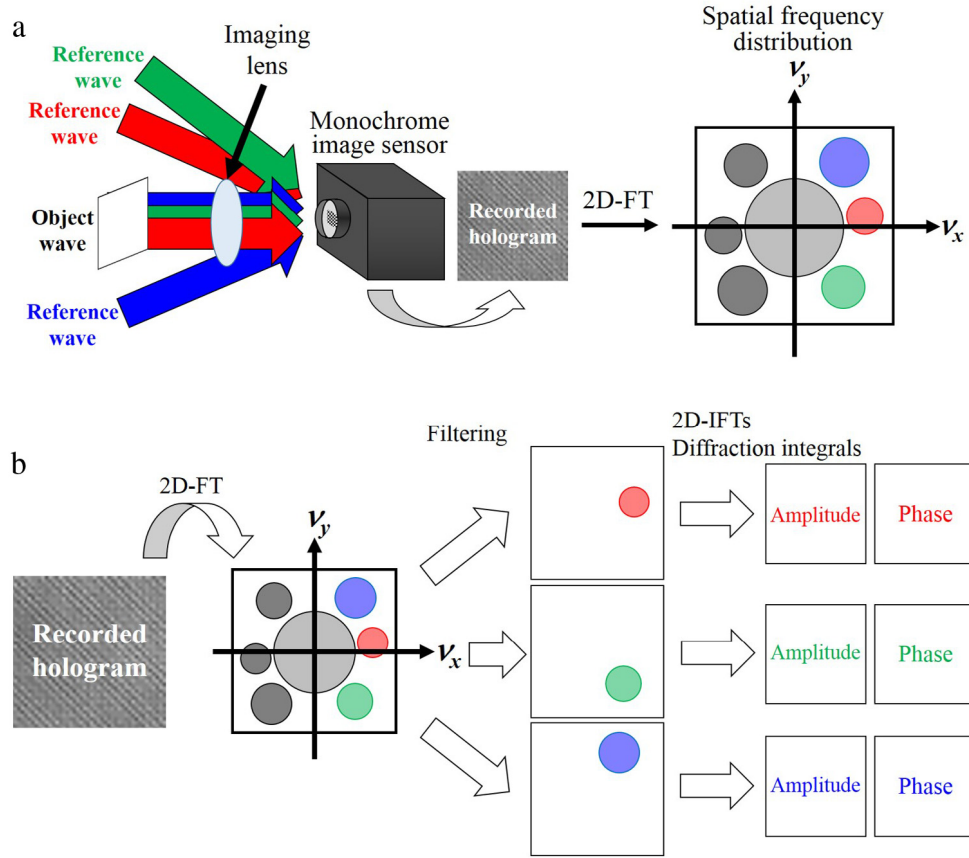 a
Reference
wave
Reference
wave
Object
wave
Reference
wave
Imaging
lens
Monochrome
image sensor
Recorded
hologram
2D-FT
Spatial frequency
distribution
νy
νx
b
2D-FT
Recorded
hologram
νy
νx
Filtering
2D-IFTs
Diffraction integrals
Amplitude
Phase
Amplitude
Phase
Amplitude
Phase